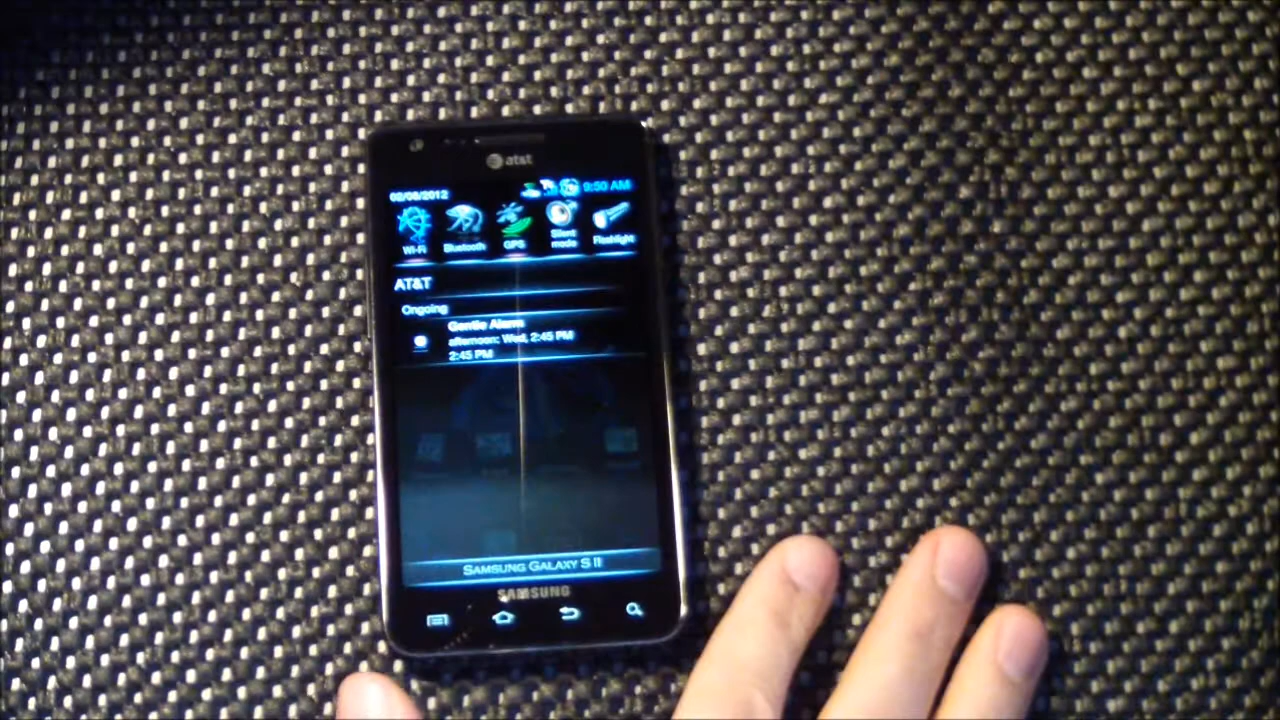 at&t
02/08/2012 9:50 AM
Wi-Fi Bluetooth GPS Silent mode Flashlight
AT&T
Ongoing
Gentle Alarm
afternoon: Wed, 2:45 PM
2:45 PM
SAMSUNG GALAXY S II
SAMSUNG